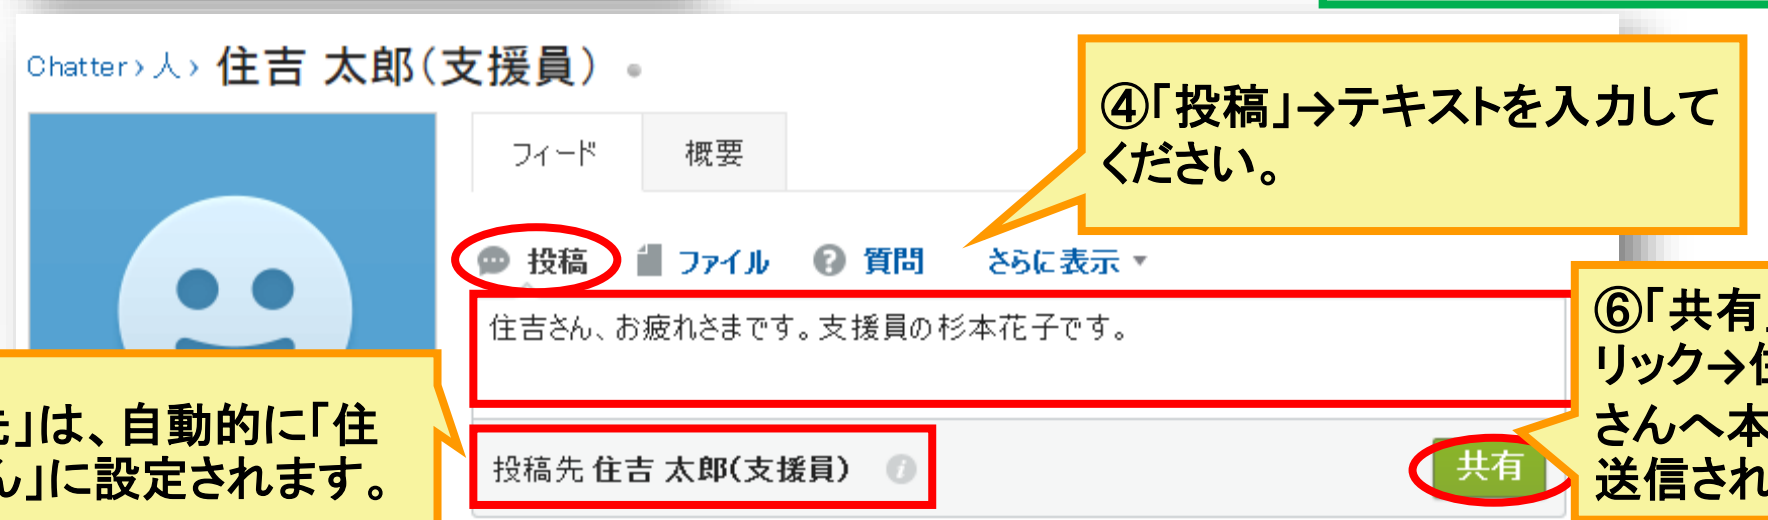 Chatter › 人 › 住吉 太郎(支援員)
④「投稿」→テキストを入力して
ください。
フィード 概要
投稿 ファイル 質問 さらに表示
住吉さん、お疲れさまです。支援員の杉本花子です。
⑥「共有」
リック→住
さんへ本
送信され
」は、自動的に「住
ん」に設定されます。
投稿先 住吉 太郎(支援員)
共有